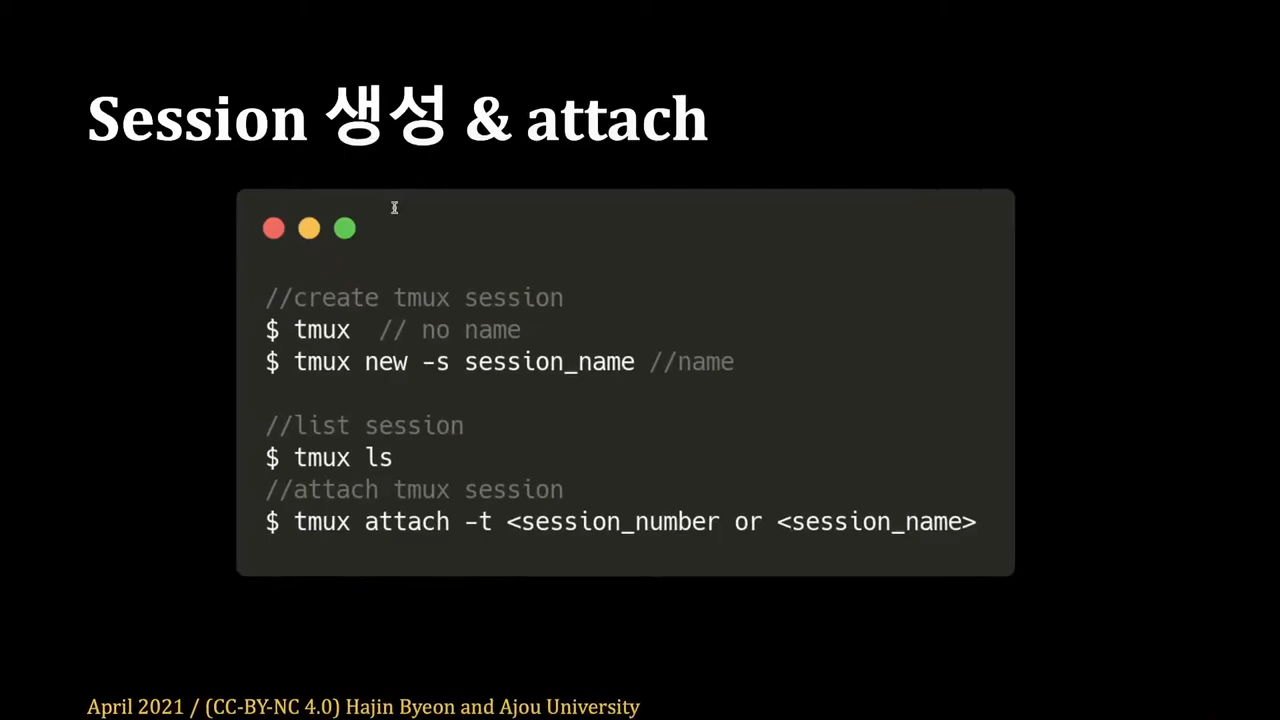 Session 생성 & attach
//create tmux session
$ tmux  // no name
$ tmux new -s session_name //name
//list session
$ tmux ls
//attach tmux session
$ tmux attach -t <session_number or <session_name>
April 2021 / (CC-BY-NC 4.0) Hajin Byeon and Ajou University